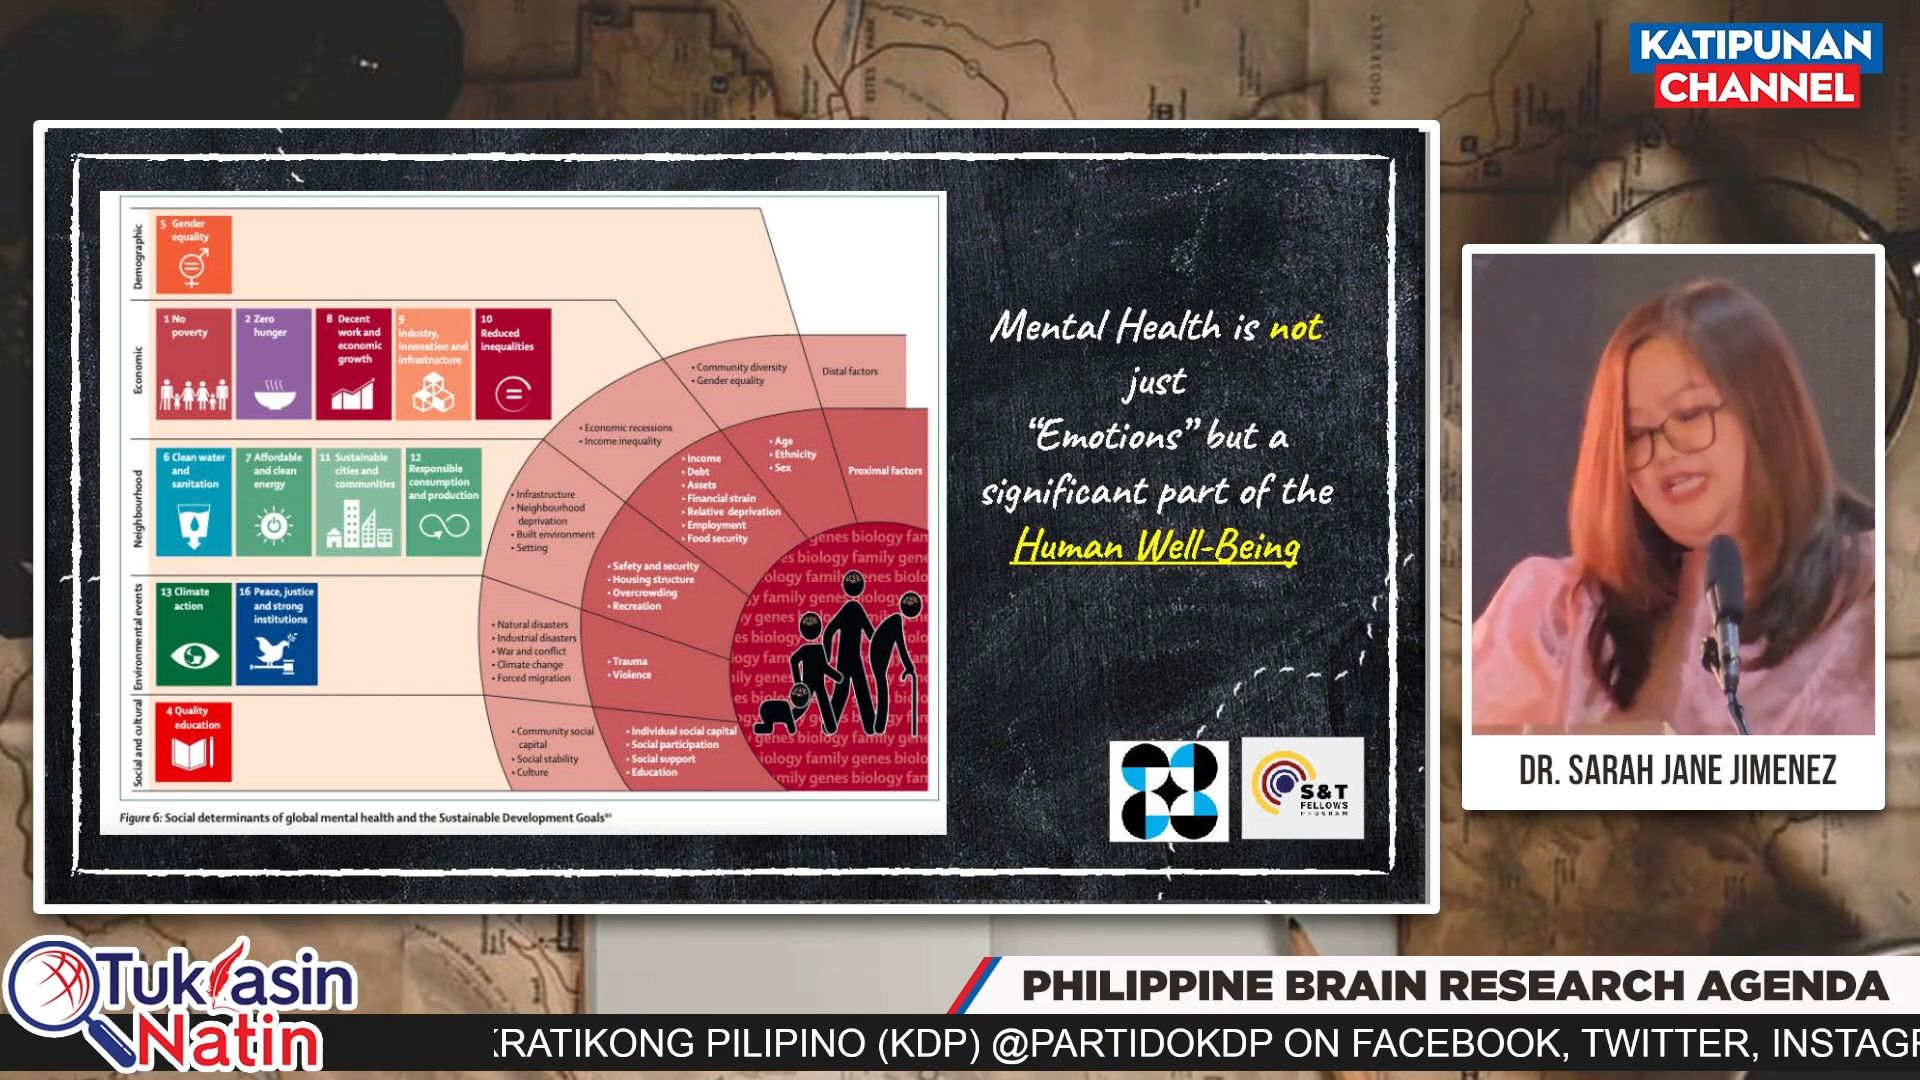 KATIPUNAN
CHANNEL
Demographic
5 Gender
equality
Economic
1 No
poverty
2 Zero
hunger
8 Decent
work and
economic
growth
9
Industry,
innovation and
infrastructure
10
Reduced
inequalities
Neighbourhood
6 Clean water
and
sanitation
7 Affordable
and clean
energy
11 Sustainable
cities and
communities
12
Responsible
consumption
and production
Environmental events
13 Climate
action
16 Peace, justice
and strong
institutions
Social and cultural
4 Quality
education
• Community diversity
• Gender equality
Distal factors
• Economic recessions
• Income inequality
• Infrastructure
• Neighbourhood
deprivation
• Built environment
• Setting
• Natural disasters
• Industrial disasters
• War and conflict
• Climate change
• Forced migration
• Community social
capital
• Social stability
• Culture
• Age
• Ethnicity
• Sex
Proximal factors
• Income
• Debt
• Assets
• Financial strain
• Relative deprivation
• Employment
• Food security
• Safety and security
• Housing structure
• Overcrowding
• Recreation
• Trauma
• Violence
• Individual social capital
• Social participation
• Social support
• Education
genes biology family
Figure 6: Social determinants of global mental health and the Sustainable Development Goals
Mental Health is not
just
“Emotions” but a
significant part of the
Human Well-Being
S&T
FELLOWS
PROGRAM
DR. SARAH JANE JIMENEZ
Tuklasin
Natin
PHILIPPINE BRAIN RESEARCH AGENDA
KRATIKONG PILIPINO (KDP) @PARTIDOKDP ON FACEBOOK, TWITTER, INSTAGR